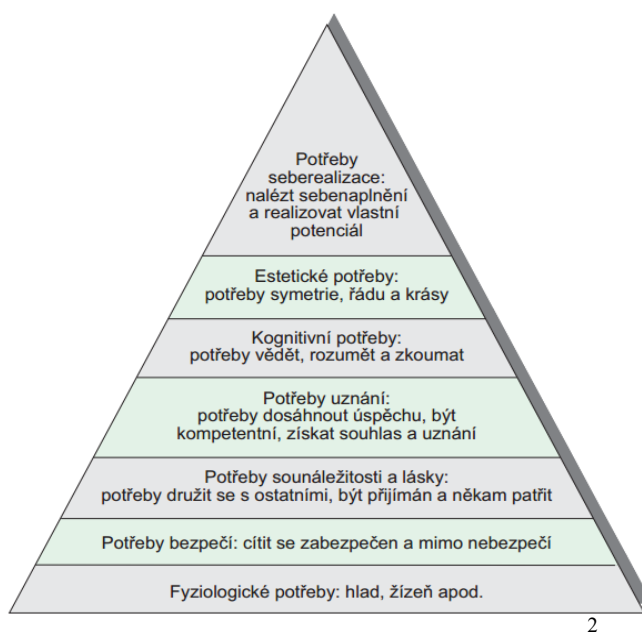 Potřeby
seberealizace:
nalézt sebenaplnění
a realizovat vlastní
potenciál
Estetické potřeby:
potřeby symetrie, řádu a krásy
Kognitivní potřeby:
potřeby vědět, rozumět a zkoumat
Potřeby uznání:
potřeby dosáhnout úspěchu, být
kompetentní, získat souhlas a uznání
Potřeby sounáležitosti a lásky:
potřeby družit se s ostatními, být přijímán a někam patřit
Potřeby bezpečí: cítit se zabezpečen a mimo nebezpečí
Fyziologické potřeby: hlad, žízeň apod.
2